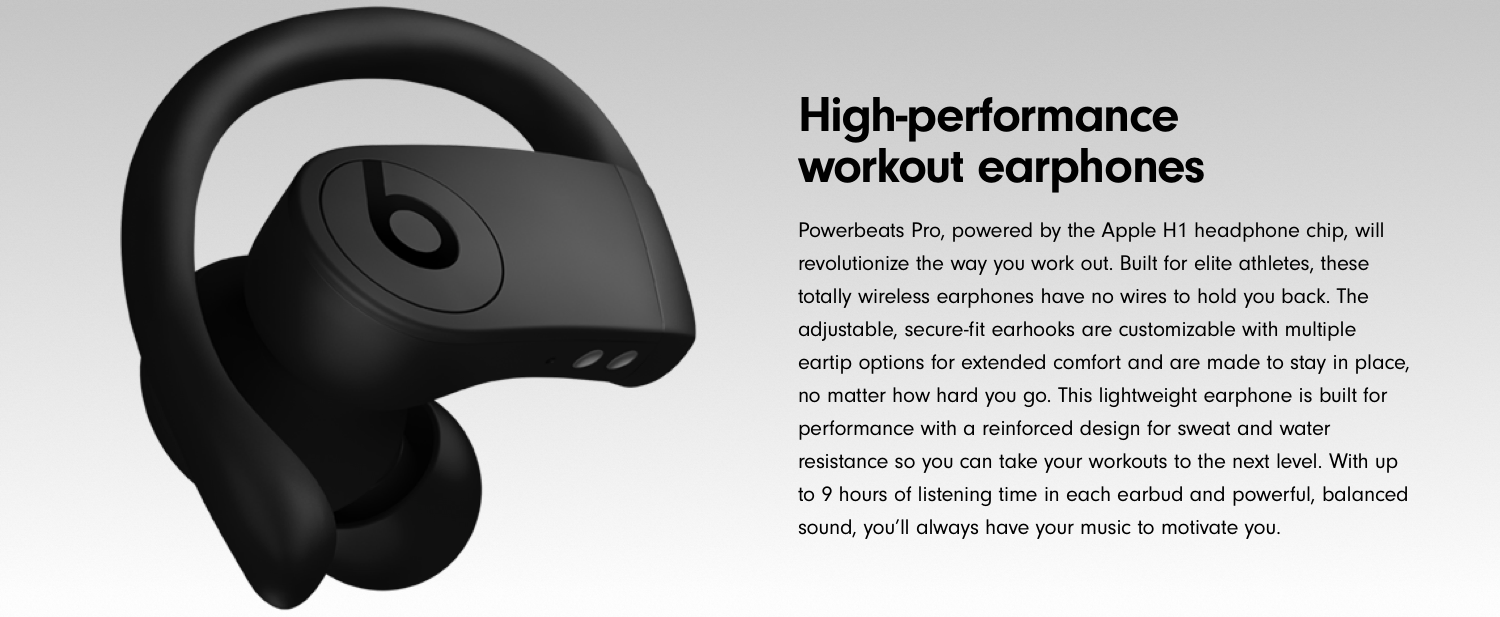 High-performance
workout earphones
Powerbeats Pro, powered by the Apple H1 headphone chip, will
revolutionize the way you work out. Built for elite athletes, these
totally wireless earphones have no wires to hold you back. The
adjustable, secure-fit earhooks are customizable with multiple
eartip options for extended comfort and are made to stay in place,
no matter how hard you go. This lightweight earphone is built for
performance with a reinforced design for sweat and water
resistance so you can take your workouts to the next level. With up
to 9 hours of listening time in each earbud and powerful, balanced
sound, you’ll always have your music to motivate you.